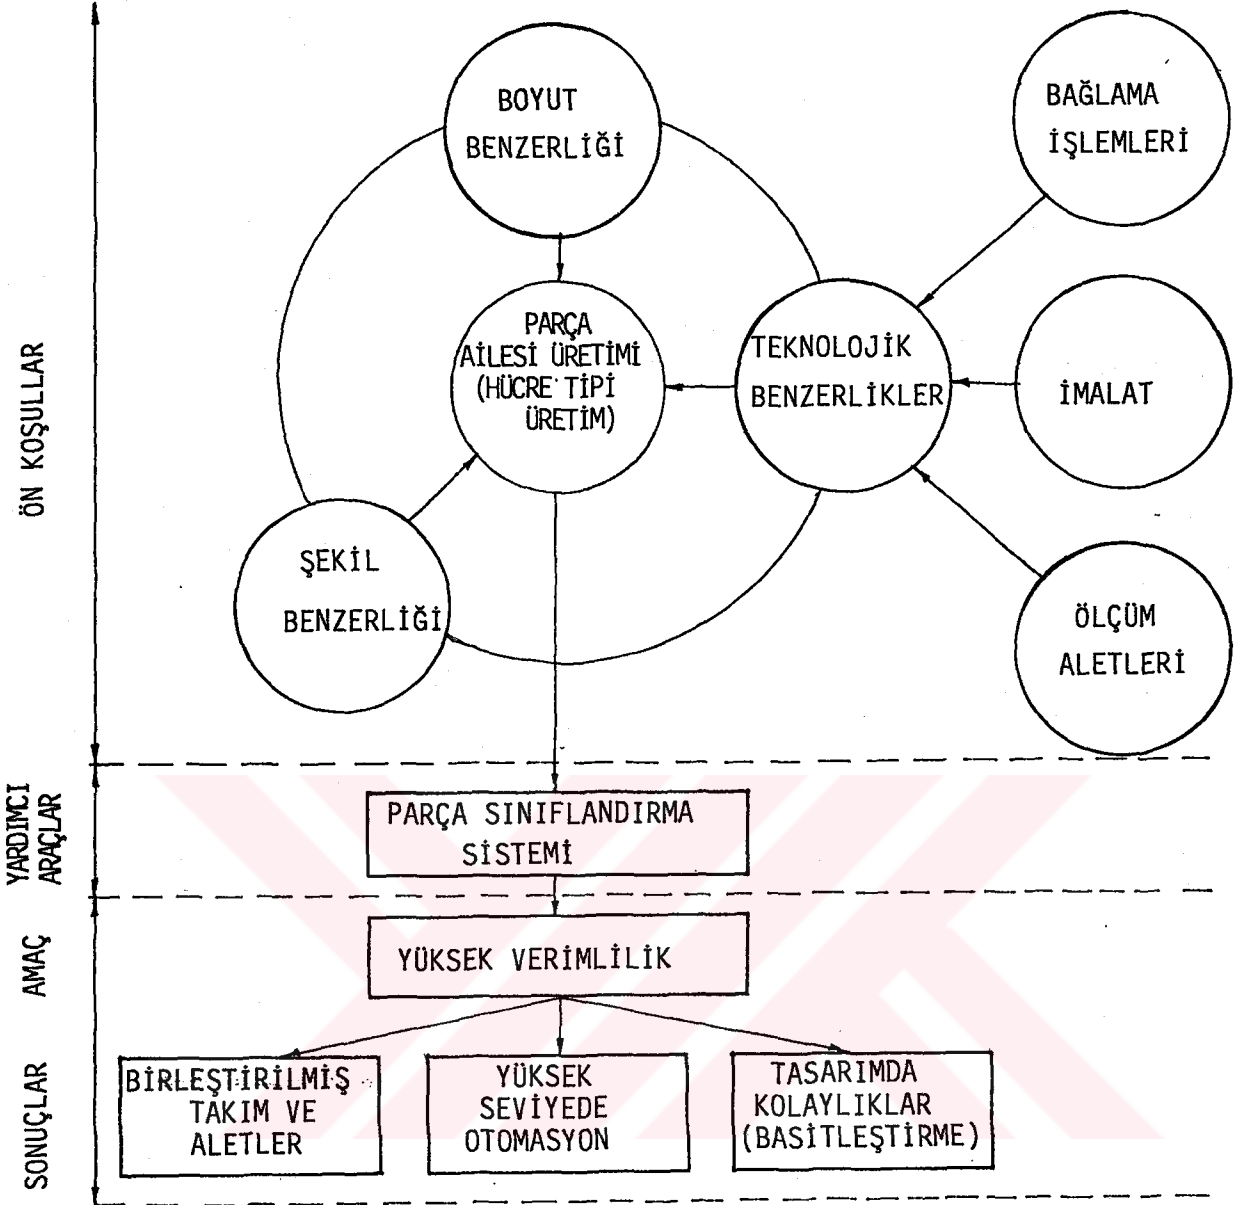 BOYUT
BENZERLİĞİ
BAĞLAMA
İŞLEMLERİ
PARÇA
AİLESİ ÜRETİMİ
(HÜCRE TİPİ
ÜRETİM)
TEKNOLOJİK
BENZERLİKLER
İMALAT
ŞEKİL
BENZERLİĞİ
ÖLÇÜM
ALETLERİ
ÖN KOŞULLAR
YARDIMCI
ARAÇLAR
PARÇA SINIFLANDIRMA
SİSTEMİ
AMAÇ
YÜKSEK VERİMLİLİK
SONUÇLAR
BİRLEŞTİRİLMİŞ
TAKIM VE
ALETLER
YÜKSEK
SEVİYEDE
OTOMASYON
TASARIMDA
KOLAYLIKLAR
(BASİTLEŞTİRME)